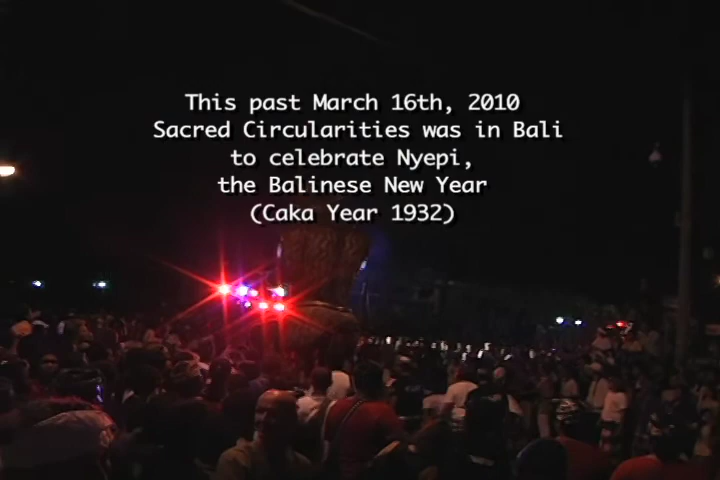 This past March 16th, 2010
Sacred Circularities was in Bali
to celebrate Nyepi,
the Balinese New Year
(Caka Year 1932)